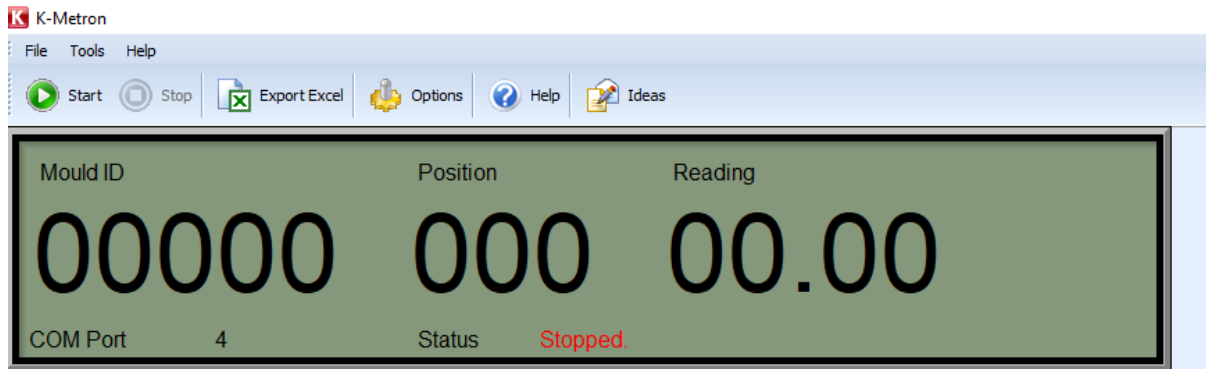 K K-Metron
File Tools Help
Start Stop Export Excel Options Help Ideas
Mould ID Position Reading
00000 000 00.00
COM Port 4 Status Stopped.